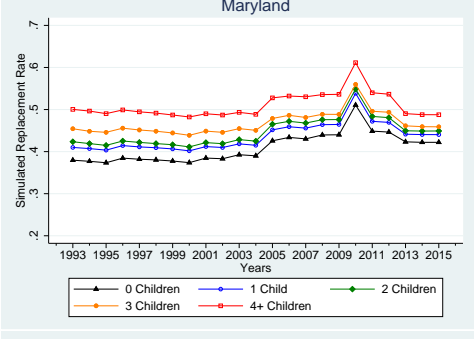 Maryland
Simulated Replacement Rate
.7
.6
.5
.4
.3
.2
1993 1995 1997 1999 2001 2003 2005 2007 2009 2011 2013 2015
Years
0 Children 1 Child 2 Children
3 Children 4+ Children